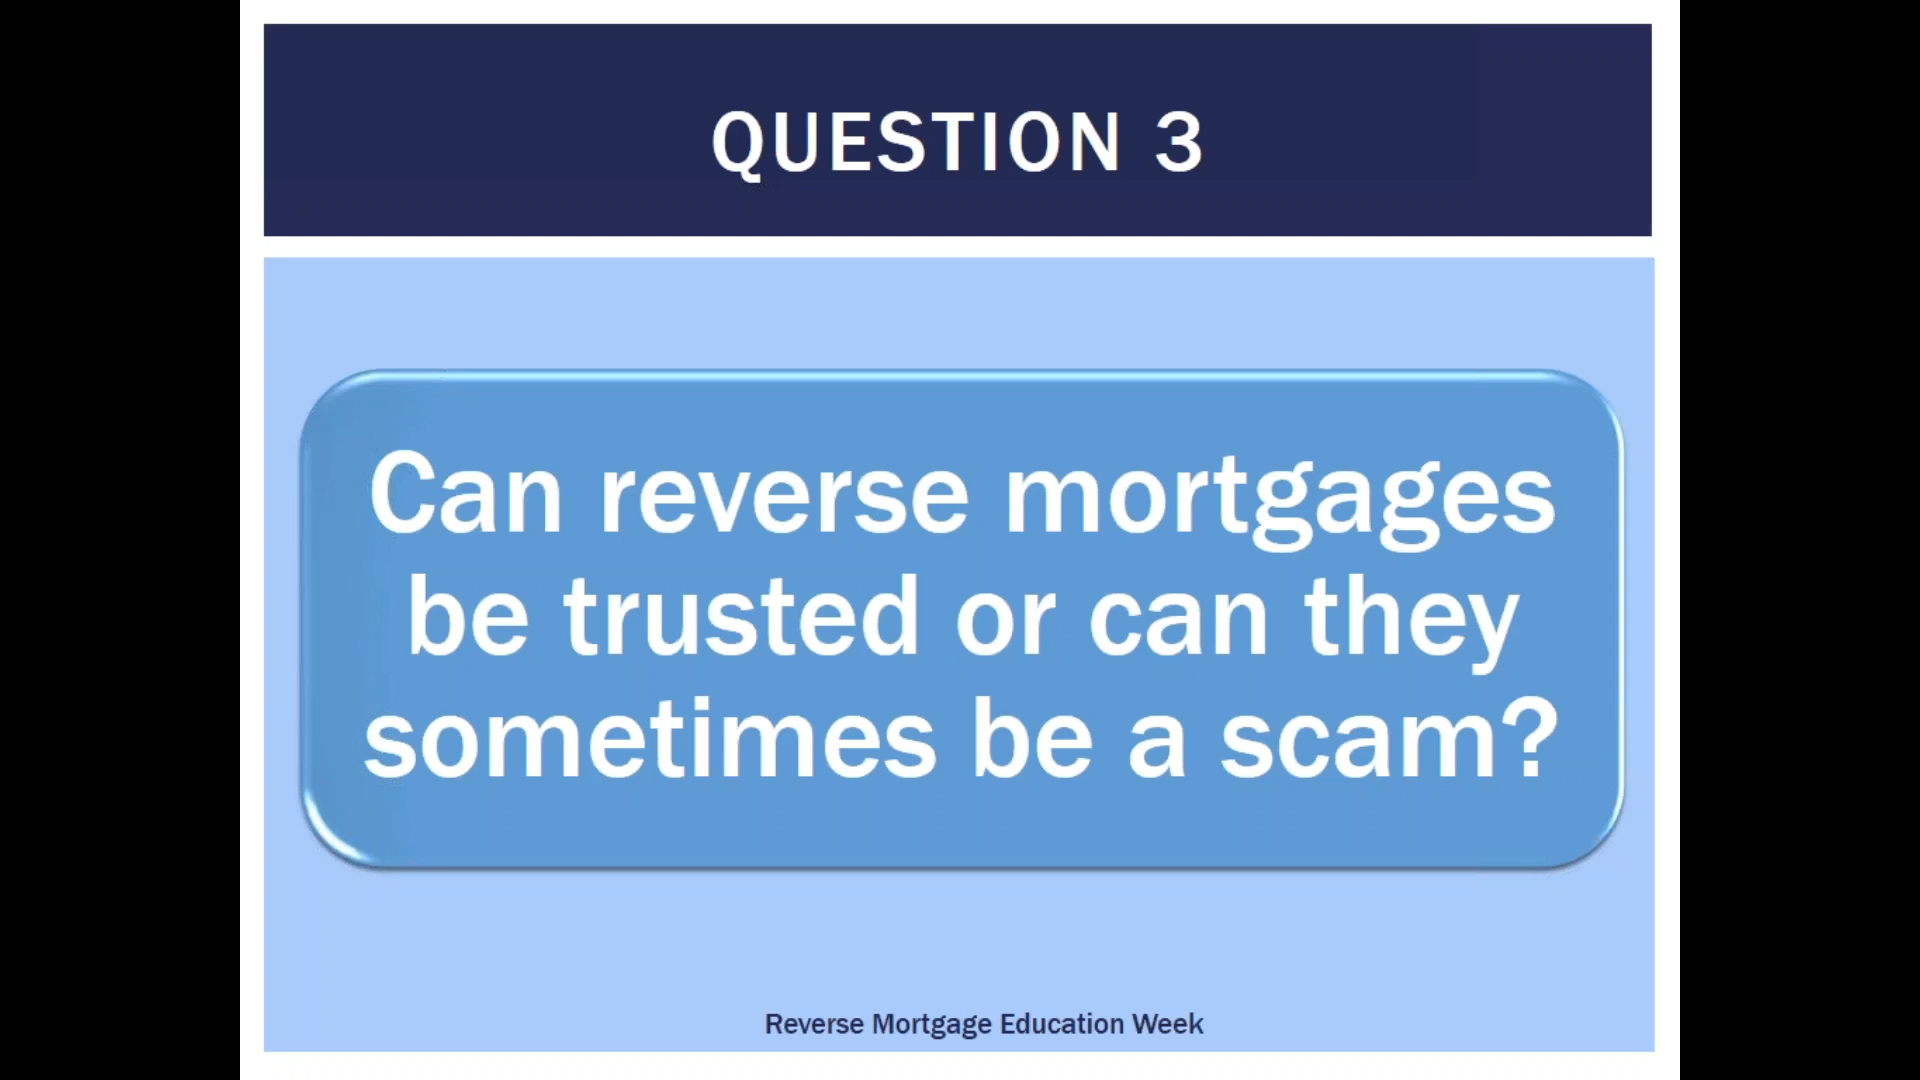 QUESTION 3
Can reverse mortgages
be trusted or can they
sometimes be a scam?
Reverse Mortgage Education Week